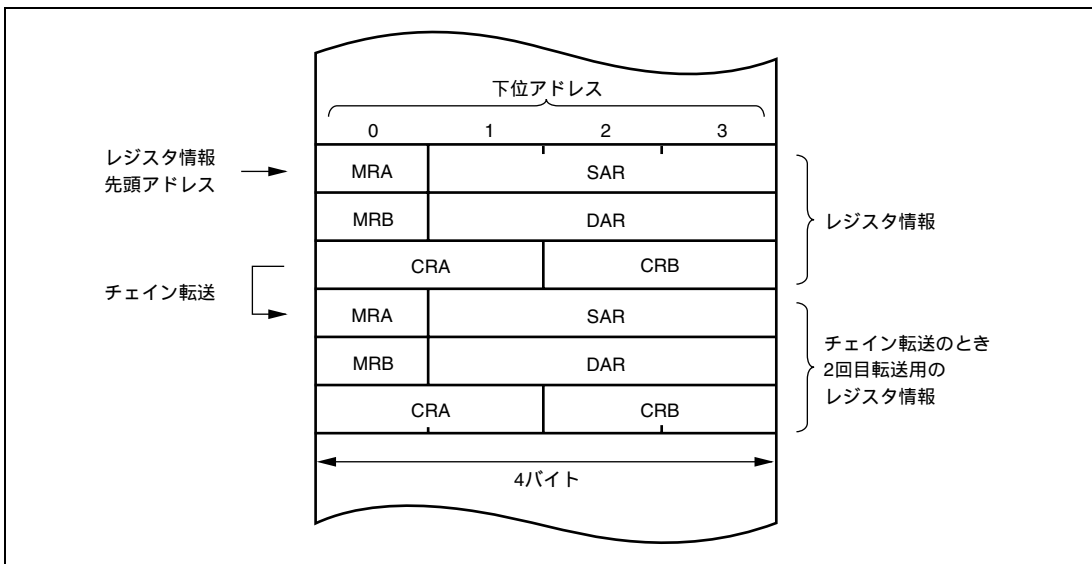 下位アドレス
0 1 2 3
レジスタ情報
先頭アドレス
MRA SAR
MRB DAR
レジスタ情報
CRA CRB
チェイン転送
MRA SAR
MRB DAR
チェイン転送のとき
2回目転送用の
レジスタ情報
CRA CRB
4バイト